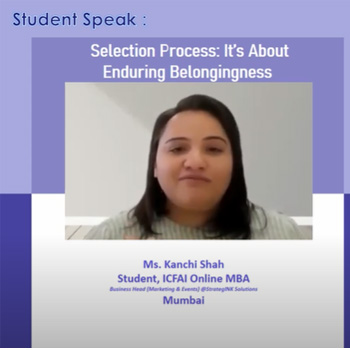 Student Speak :
Selection Process: It's About
Enduring Belongingness
Ms. Kanchi Shah
Student, ICFAI Online MBA
Business Head (Marketing & Events) @StrategINK Solutions
Mumbai